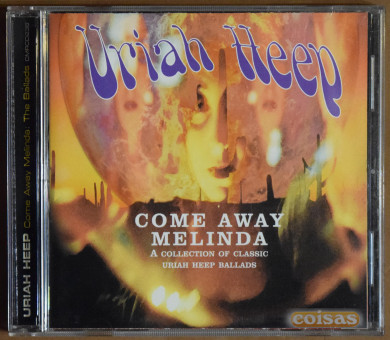 Uriah Heep
COME AWAY
MELINDA
A COLLECTION OF CLASSIC
URIAH HEEP BALLADS
coisas
URIAH HEEP Come Away Melinda: The Ballads